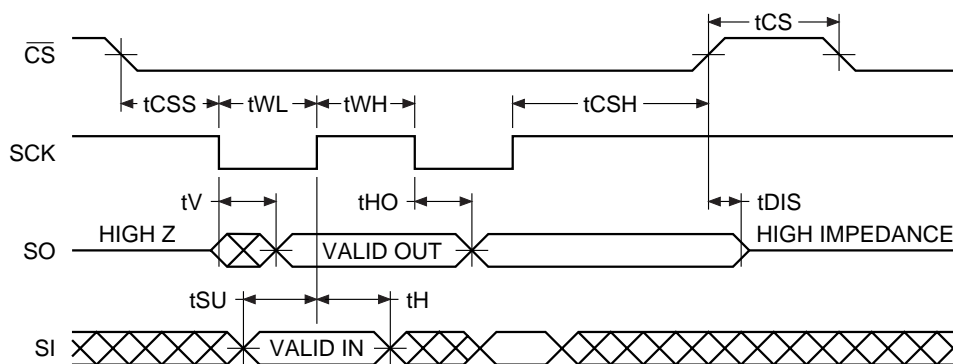 tCS
CS
tCSS tWL tWH tCSH
SCK
tV tHO tDIS
HIGH Z HIGH IMPEDANCE
SO VALID OUT
tSU tH
SI VALID IN